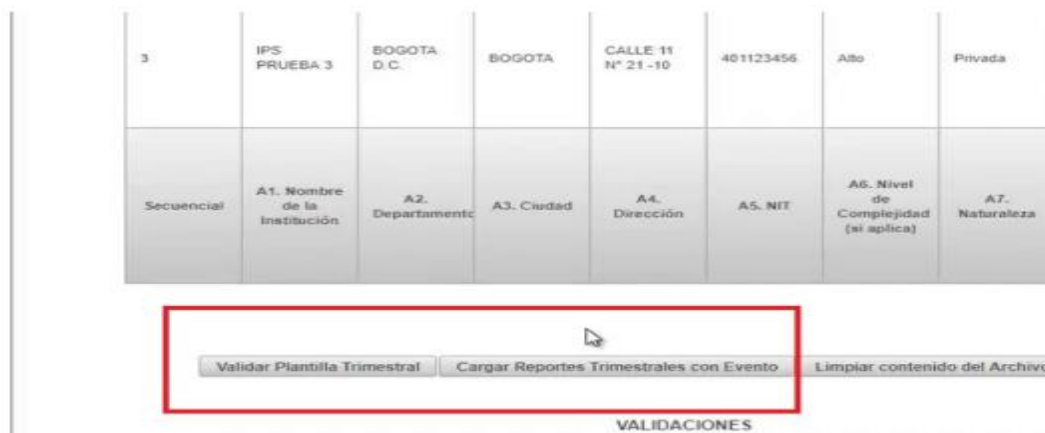 3
IPS
PRUEBA 3
BOGOTA
D.C.
BOGOTA
CALLE 11
N° 21 -10
401123456
Alto
Privada
Secuencial
A1. Nombre
de la
Institución
A2.
Departamento
A3. Ciudad
A4.
Dirección
A5. NIT
A6. Nivel
de
Complejidad
(si aplica)
A7.
Naturaleza
Validar Plantilla Trimestral
Cargar Reportes Trimestrales con Evento
Limpiar contenido del Archivo
VALIDACIONES